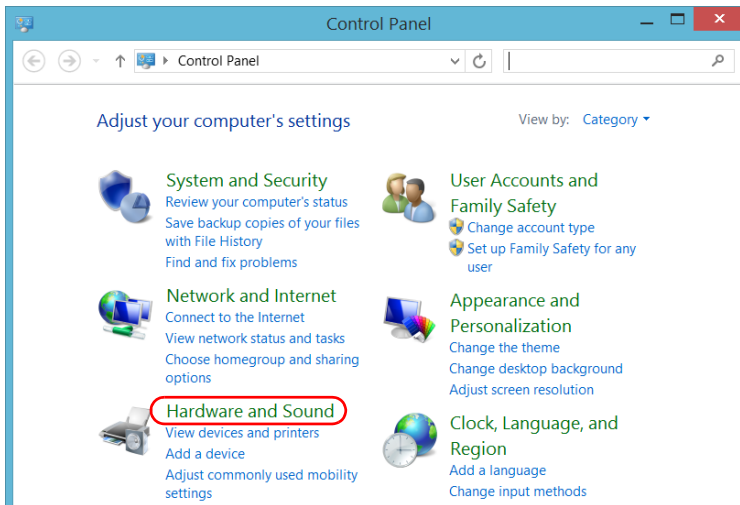 Control Panel
Control Panel
Adjust your computer's settings
View by: Category
System and Security
Review your computer's status
Save backup copies of your files
with File History
Find and fix problems
Network and Internet
Connect to the Internet
View network status and tasks
Choose homegroup and sharing
options
Hardware and Sound
View devices and printers
Add a device
Adjust commonly used mobility
settings
User Accounts and
Family Safety
Change account type
Set up Family Safety for any
user
Appearance and
Personalization
Change the theme
Change desktop background
Adjust screen resolution
Clock, Language, and
Region
Add a language
Change input methods